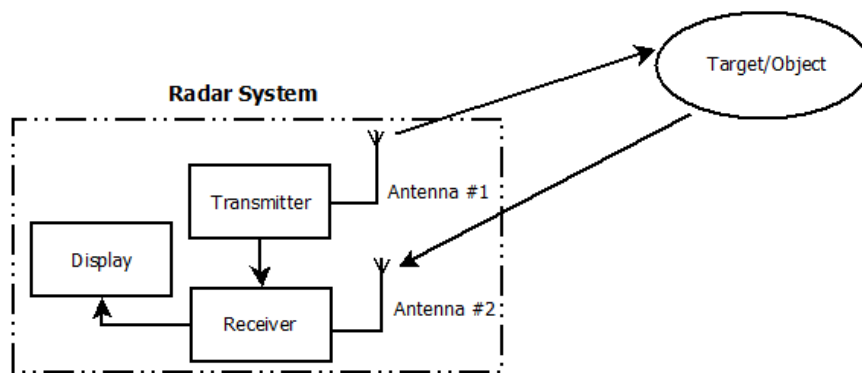 Target/Object
Radar System
Transmitter
Antenna #1
Display
Receiver
Antenna #2